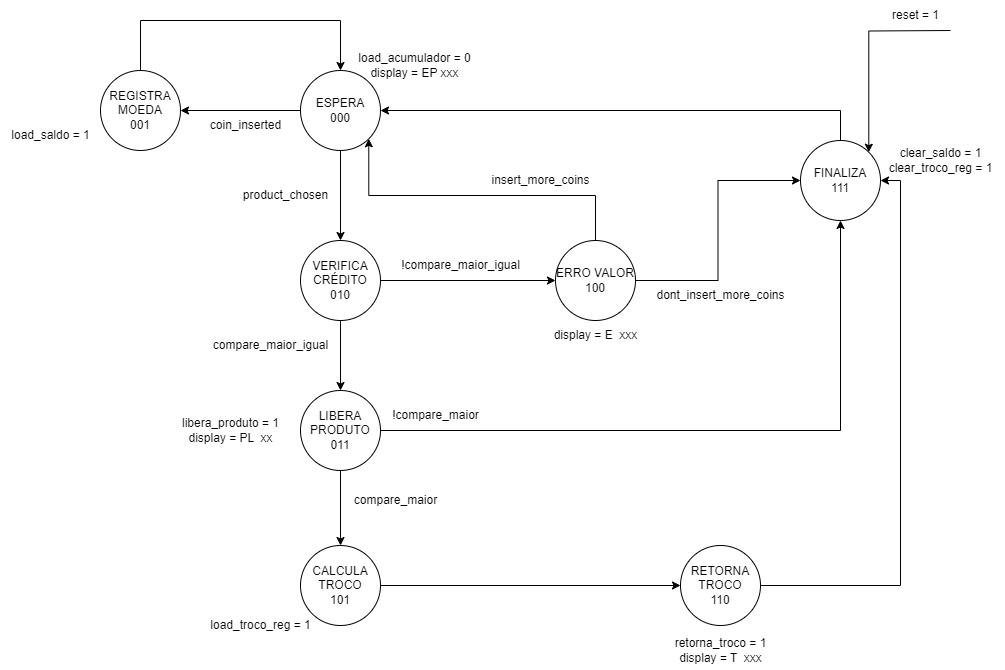 reset = 1
load_acumulador = 0
display = EP xxx
REGISTRA
MOEDA
001
ESPERA
000
coin_inserted
load_saldo = 1
clear_saldo = 1
clear_troco_reg = 1
FINALIZA
111
insert_more_coins
product_chosen
VERIFICA
CRÉDITO
010
!compare_maior_igual
ERRO VALOR
100
dont_insert_more_coins
display = E  xxx
compare_maior_igual
LIBERA
PRODUTO
011
!compare_maior
libera_produto = 1
display = PL  xx
compare_maior
CALCULA
TROCO
101
RETORNA
TROCO
110
load_troco_reg = 1
retorna_troco = 1
display = T  xxx